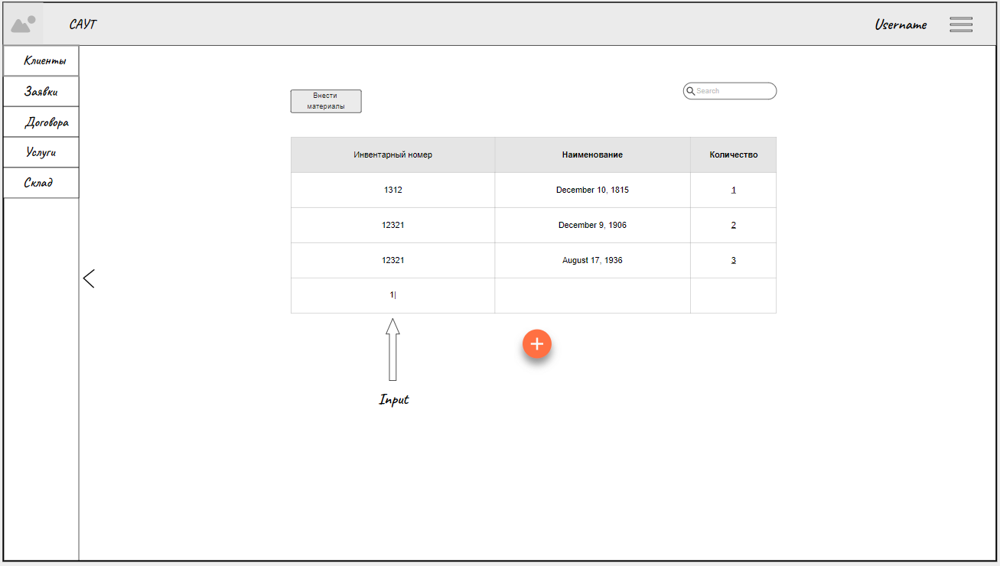 САУТ
Username
Клиенты
Заявки
Договора
Услуги
Склад
Внести
материалы
Search
Инвентарный номер Наименование Количество
1312 December 10, 1815 1
12321 December 9, 1906 2
12321 August 17, 1936 3
1|
Input